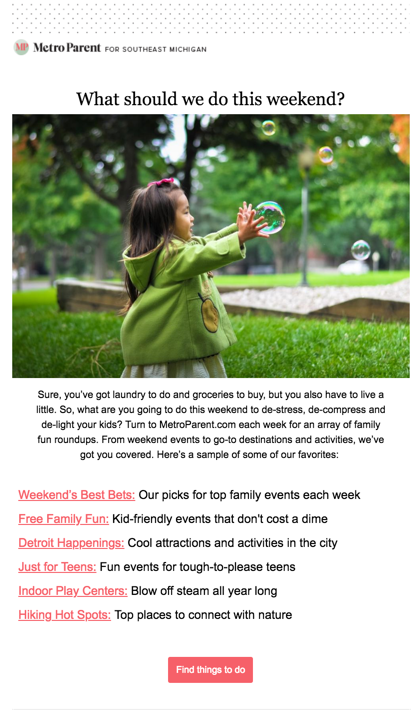 MP Metro Parent FOR SOUTHEAST MICHIGAN
What should we do this weekend?
Sure, you've got laundry to do and groceries to buy, but you also have to live a
little. So, what are you going to do this weekend to de-stress, de-compress and
de-light your kids? Turn to MetroParent.com each week for an array of family
fun roundups. From weekend events to go-to destinations and activities, we've
got you covered. Here's a sample of some of our favorites:
Weekend's Best Bets: Our picks for top family events each week
Free Family Fun: Kid-friendly events that don't cost a dime
Detroit Happenings: Cool attractions and activities in the city
Just for Teens: Fun events for tough-to-please teens
Indoor Play Centers: Blow off steam all year long
Hiking Hot Spots: Top places to connect with nature
Find things to do